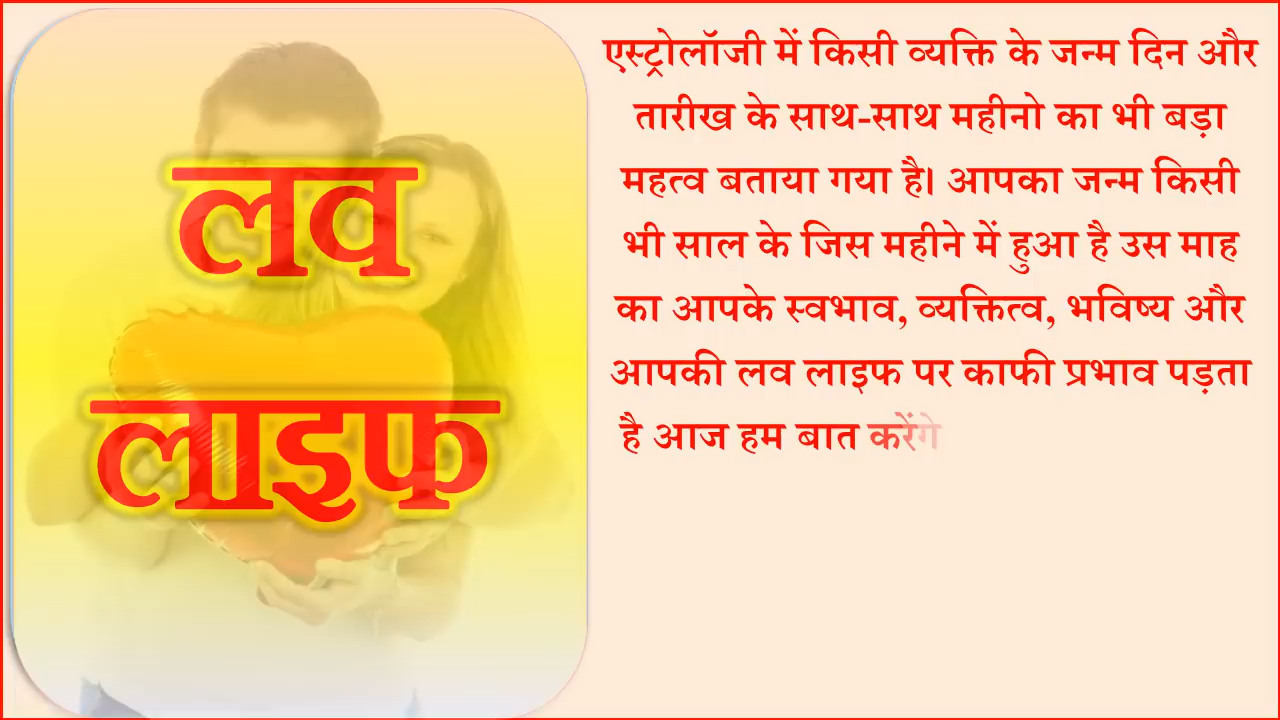 लव
लाइफ
एस्ट्रोलॉजी में किसी व्यक्ति के जन्म दिन और
तारीख के साथ-साथ महीनो का भी बड़ा
महत्व बताया गया है। आपका जन्म किसी
भी साल के जिस महीने में हुआ है उस माह
का आपके स्वभाव, व्यक्तित्व, भविष्य और
आपकी लव लाइफ पर काफी प्रभाव पड़ता
है आज हम बात करेंगे